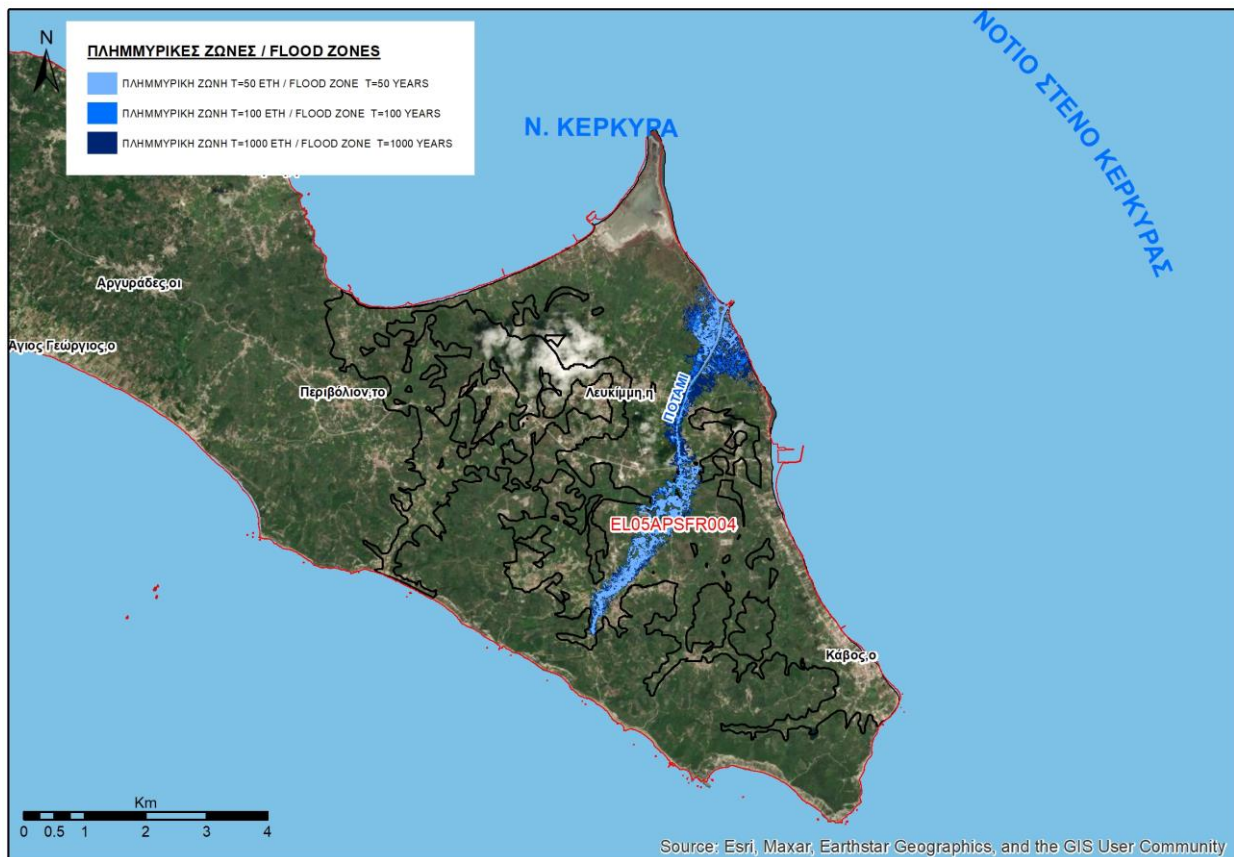 N
ΠΛΗΜΜΥΡΙΚΕΣ ΖΩΝΕΣ / FLOOD ZONES
ΠΛΗΜΜΥΡΙΚΗ ΖΩΝΗ T=50 ΕΤΗ / FLOOD ZONE T=50 YEARS
ΠΛΗΜΜΥΡΙΚΗ ΖΩΝΗ T=100 ΕΤΗ / FLOOD ZONE T=100 YEARS
ΠΛΗΜΜΥΡΙΚΗ ΖΩΝΗ T=1000 ΕΤΗ / FLOOD ZONE T=1000 YEARS
Ν. ΚΕΡΚΥΡΑ
ΝΟΤΙΟ ΣΤΕΝΟ ΚΕΡΚΥΡΑΣ
Αργυράδες,οι
Άγιος Γεώργιος,ο
Περιβόλιον,το
Λευκίμμη,η
ΠΟΤΑΜΙ
EL05APSFR004
Κάβος,ο
Km
0 0.5 1 2 3 4
Source: Esri, Maxar, Earthstar Geographics, and the GIS User Community